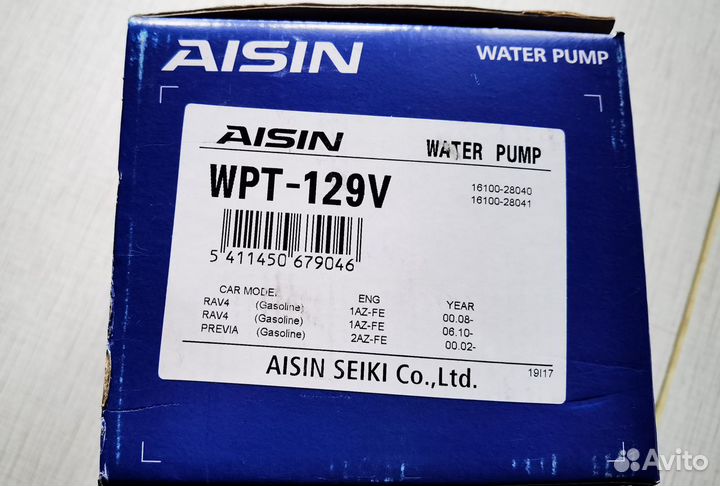 AISIN WATER PUMP
AISIN WATER PUMP
WPT-129V
16100-28040
16100-28041
5 411450 679046
CAR MODEL ENG YEAR
RAV4 (Gasoline) 1AZ-FE 00.08-
RAV4 (Gasoline) 1AZ-FE 06.10-
PREVIA (Gasoline) 2AZ-FE 00.02-
AISIN SEIKI Co.,Ltd.
19I17
Avito